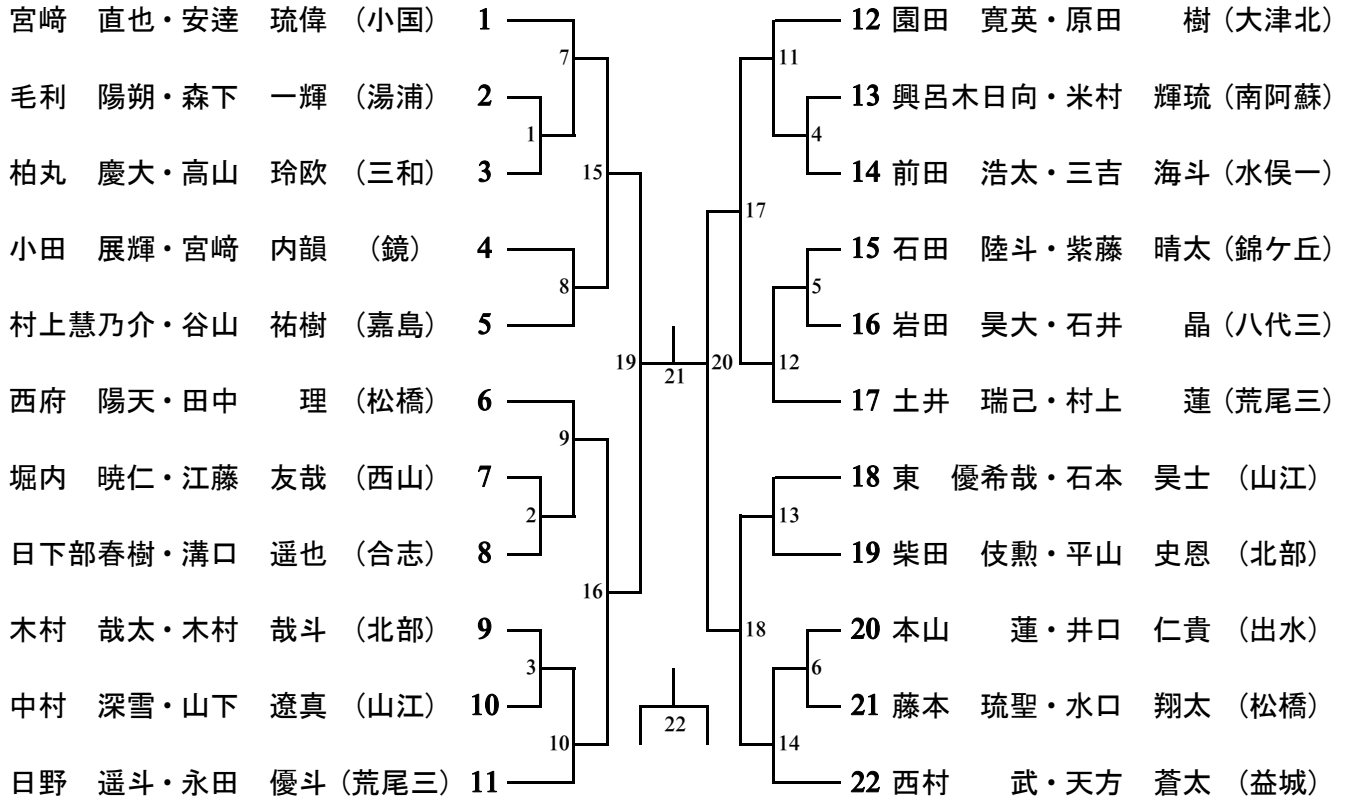 宮﨑　直也・安達　琉偉（小国）　1
7
毛利　陽朔・森下　一輝（湯浦）　2
1
柏丸　慶大・高山　玲欧（三和）　3
15
小田　展輝・宮﨑　内韻　（鏡）　4
8
村上慧乃介・谷山　祐樹（嘉島）　5
19
西府　陽天・田中　　理（松橋）　6
9
堀内　暁仁・江藤　友哉（西山）　7
2
日下部春樹・溝口　遥也（合志）　8
16
木村　哉太・木村　哉斗（北部）　9
3
中村　深雪・山下　遼真（山江）　10
10
日野　遥斗・永田　優斗（荒尾三）　11
21
22
12 園田　寛英・原田　　樹（大津北）
11
13 興呂木日向・米村　輝琉（南阿蘇）
4
14 前田　浩太・三吉　海斗（水俣一）
17
15 石田　陸斗・紫藤　晴太（錦ケ丘）
5
16 岩田　昊大・石井　　晶（八代三）
20
12
17 土井　瑞己・村上　　蓮（荒尾三）
18 東　優希哉・石本　昊士（山江）
13
19 柴田　伎勲・平山　史恩（北部）
18
20 本山　　蓮・井口　仁貴（出水）
6
21 藤本　琉聖・水口　翔太（松橋）
14
22 西村　　武・天方　蒼太（益城）